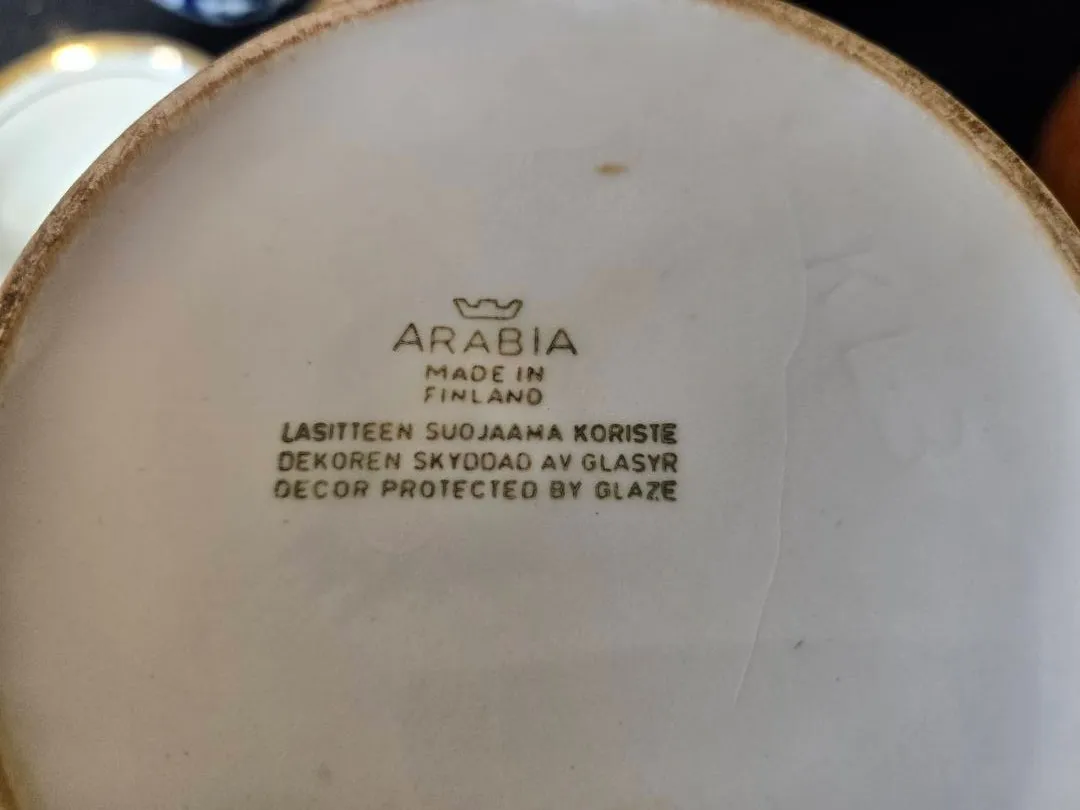 ARABIA
MADE IN
FINLAND
LASITTEEN SUOJAAMA KORISTE
DEKOREN SKYDDAD AV GLASYR
DECOR PROTECTED BY GLAZE